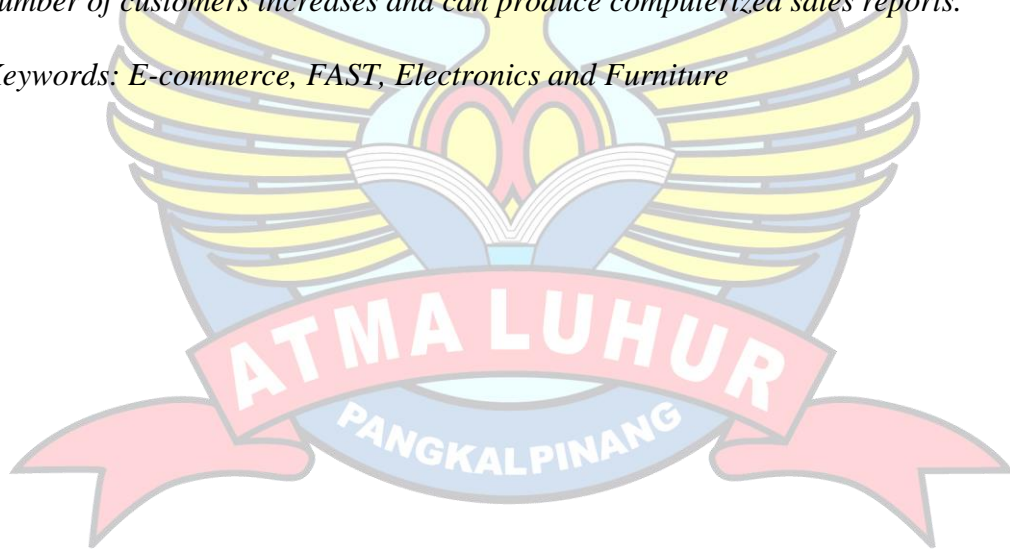 number of customers increases and can produce computerized sales reports.
Keywords: E-commerce, FAST, Electronics and Furniture
ATMA LUHUR
PANGKALPINANG